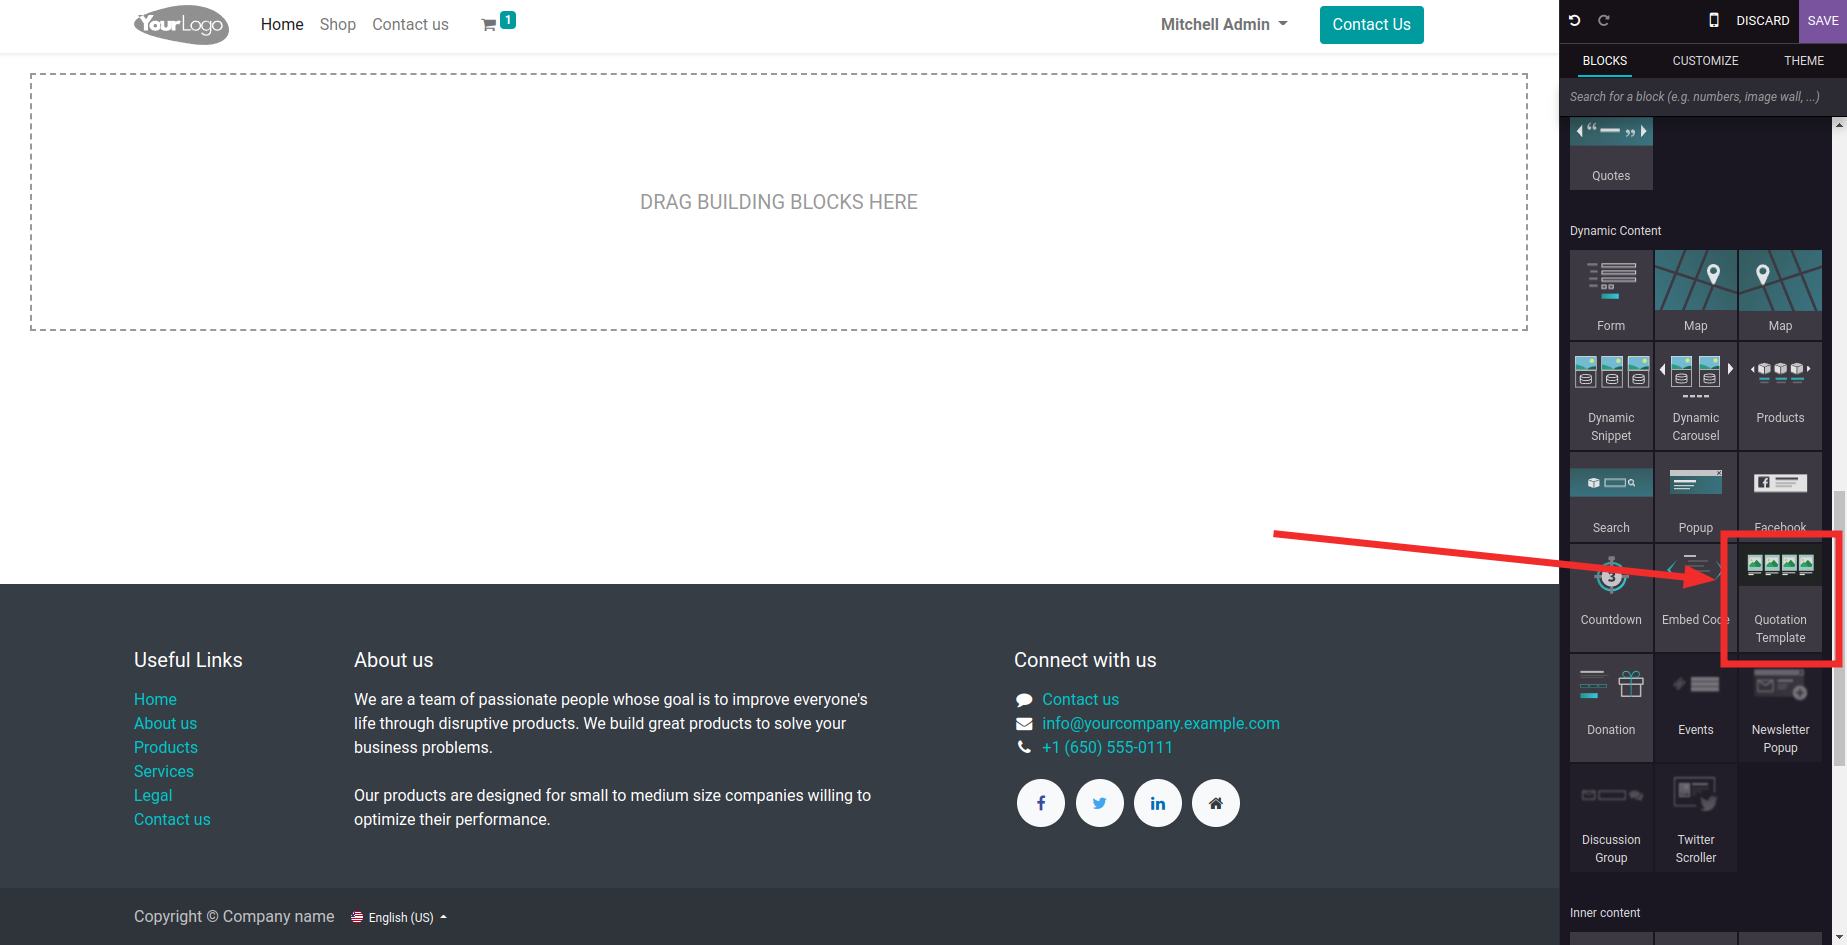 YourLogo
Home
Shop
Contact us
1
Mitchell Admin
Contact Us
DISCARD
SAVE
BLOCKS
CUSTOMIZE
THEME
Search for a block (e.g. numbers, image wall, ...)
DRAG BUILDING BLOCKS HERE
Quotes
Dynamic Content
Form
Map
Map
Dynamic
Snippet
Dynamic
Carousel
Products
Search
Popup
Facebook
3
Countdown
Embed Code
Quotation
Template
Donation
Events
Newsletter
Popup
Discussion
Group
Twitter
Scroller
Inner content
Useful Links
Home
About us
Products
Services
Legal
Contact us
About us
We are a team of passionate people whose goal is to improve everyone's
life through disruptive products. We build great products to solve your
business problems.
Our products are designed for small to medium size companies willing to
optimize their performance.
Connect with us
Contact us
info@yourcompany.example.com
+1 (650) 555-0111
Copyright © Company name
English (US)